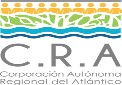 C.R.A
Corporación Autónoma
Regional del Atlántico